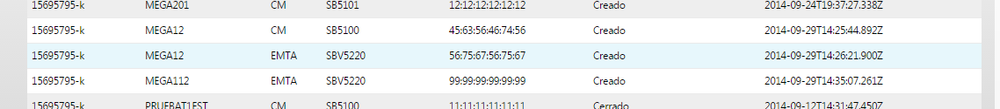 15695795-k MEGA201 CM SB5101 12:12:12:12:12:12 Creado 2014-09-24T19:37:27.338Z
15695795-k MEGA12 CM SB5100 45:63:56:46:74:56 Creado 2014-09-29T14:25:44.892Z
15695795-k MEGA12 EMTA SBV5220 56:75:67:56:75:67 Creado 2014-09-29T14:26:21.900Z
15695795-k MEGA112 EMTA SBV5220 99:99:99:99:99:99 Creado 2014-09-29T14:35:07.261Z
15695795-k PRUEBAT1EST CM SB5100 11:11:11:11:11:11 Cerrado 2014-09-12T14:31:47.450Z